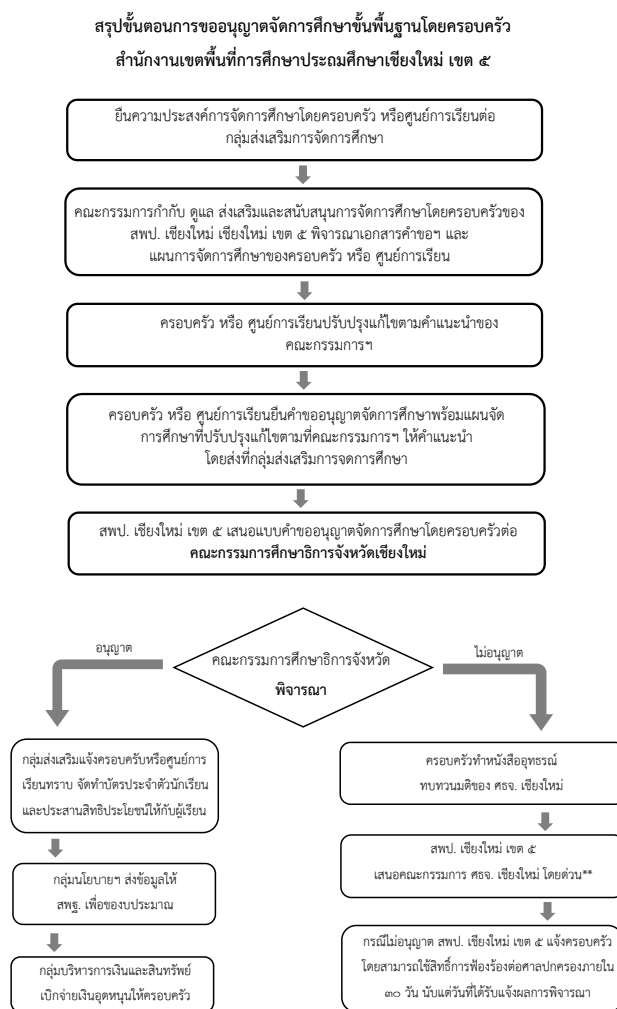 สรุปขั้นตอนการขออนุญาตจัดการศึกษาขั้นพื้นฐานโดยครอบครัว
สำนักงานเขตพื้นที่การศึกษาประถมศึกษาเชียงใหม่ เขต ๕
ยืนความประสงค์การจัดการศึกษาโดยครอบครัว หรือศูนย์การเรียนต่อ
กลุ่มส่งเสริมการจัดการศึกษา
คณะกรรมการกำกับ ดูแล ส่งเสริมและสนับสนุนการจัดการศึกษาโดยครอบครัวของ
สพป. เชียงใหม่ เชียงใหม่ เขต ๕ พิจารณาเอกสารคำขอฯ และ
แผนการจัดการศึกษาของครอบครัว หรือ ศูนย์การเรียน
ครอบครัว หรือ ศูนย์การเรียนปรับปรุงแก้ไขตามคำแนะนำของ
คณะกรรมการฯ
ครอบครัว หรือ ศูนย์การเรียนยืนคำขออนุญาตจัดการศึกษาพร้อมแผนจัด
การศึกษาที่ปรับปรุงแก้ไขตามที่คณะกรรมการฯ ให้คำแนะนำ
โดยส่งที่กลุ่มส่งเสริมการจดการศึกษา
สพป. เชียงใหม่ เขต ๕ เสนอแบบคำขออนุญาตจัดการศึกษาโดยครอบครัวต่อ
คณะกรรมการศึกษาธิการจังหวัดเชียงใหม่
อนุญาต
ไม่อนุญาต
คณะกรรมการศึกษาธิการจังหวัด
พิจารณา
กลุ่มส่งเสริมแจ้งครอบครับหรือศูนย์การ
เรียนทราบ จัดทำบัตรประจำตัวนักเรียน
และประสานสิทธิประโยชน์ให้กับผู้เรียน
กลุ่มนโยบายฯ ส่งข้อมูลให้
สพฐ. เพื่อของบประมาณ
กลุ่มบริหารการเงินและสินทรัพย์
เบิกจ่ายเงินอุดหนุนให้ครอบครัว
ครอบครัวทำหนังสืออุทธรณ์
ทบทวนมติของ ศธจ. เชียงใหม่
สพป. เชียงใหม่ เขต ๕
เสนอคณะกรรมการ ศธจ. เชียงใหม่ โดยด่วน**
กรณีไม่อนุญาต สพป. เชียงใหม่ เขต ๕ แจ้งครอบครัว
โดยสามารถใช้สิทธิ์การฟ้องร้องต่อศาลปกครองภายใน
๓๐ วัน นับแต่วันที่ได้รับแจ้งผลการพิจารณา